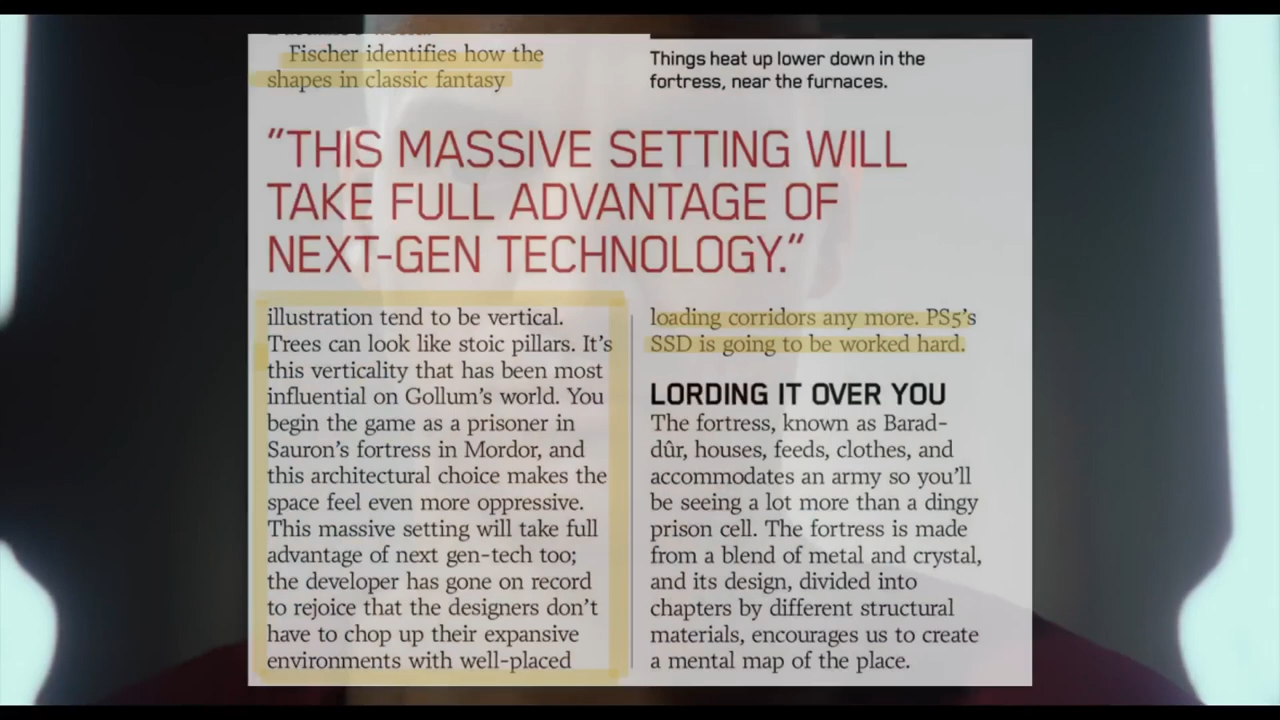 Fischer identifies how the
shapes in classic fantasy
Things heat up lower down in the
fortress, near the furnaces.
“THIS MASSIVE SETTING WILL
TAKE FULL ADVANTAGE OF
NEXT-GEN TECHNOLOGY.”
illustration tend to be vertical.
Trees can look like stoic pillars. It’s
this verticality that has been most
influential on Gollum’s world. You
begin the game as a prisoner in
Sauron’s fortress in Mordor, and
this architectural choice makes the
space feel even more oppressive.
This massive setting will take full
advantage of next gen-tech too;
the developer has gone on record
to rejoice that the designers don’t
have to chop up their expansive
environments with well-placed
loading corridors any more. PS5’s
SSD is going to be worked hard.
LORDING IT OVER YOU
The fortress, known as Barad-
dûr, houses, feeds, clothes, and
accommodates an army so you’ll
be seeing a lot more than a dingy
prison cell. The fortress is made
from a blend of metal and crystal,
and its design, divided into
chapters by different structural
materials, encourages us to create
a mental map of the place.